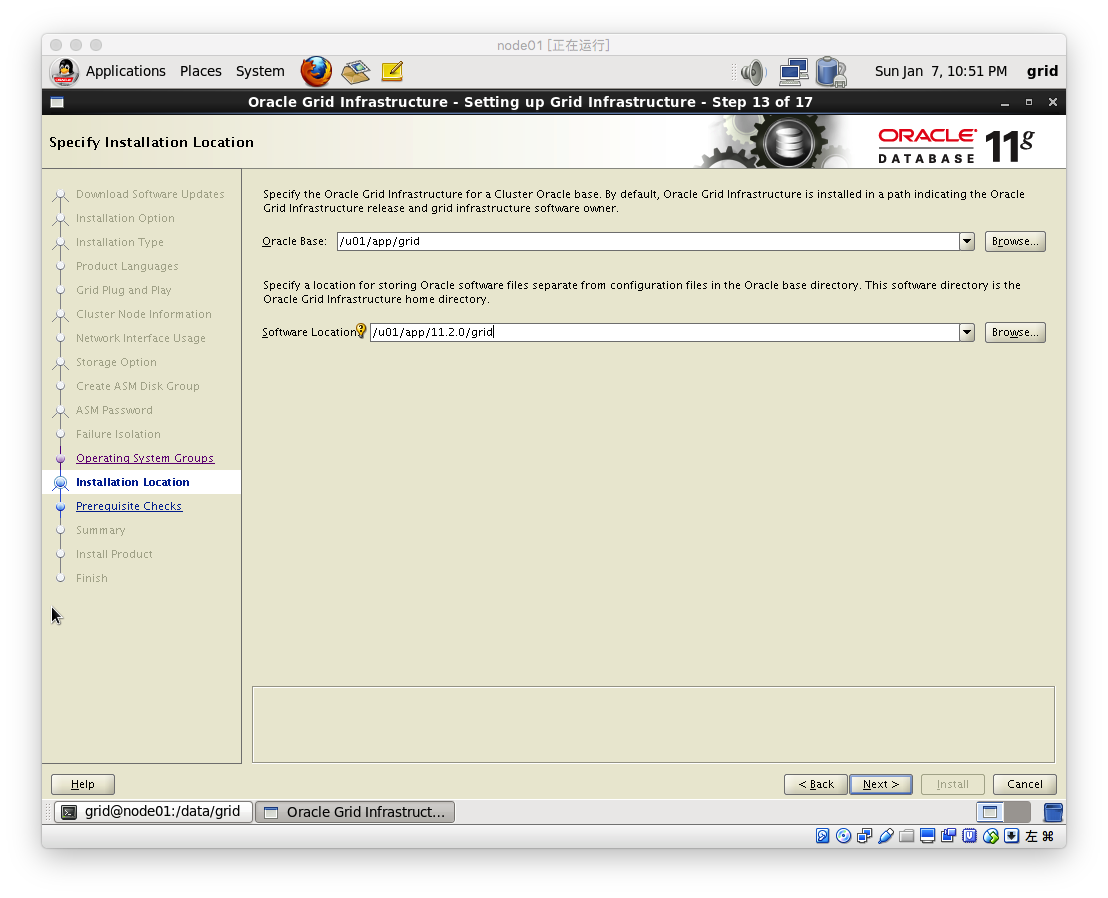 node01 [正在运行]
Applications Places System Sun Jan 7, 10:51 PM grid
Oracle Grid Infrastructure - Setting up Grid Infrastructure - Step 13 of 17
Specify Installation Location
ORACLE DATABASE 11g
Download Software Updates
Installation Option
Installation Type
Product Languages
Grid Plug and Play
Cluster Node Information
Network Interface Usage
Storage Option
Create ASM Disk Group
ASM Password
Failure Isolation
Operating System Groups
Installation Location
Prerequisite Checks
Summary
Install Product
Finish
Specify the Oracle Grid Infrastructure for a Cluster Oracle base. By default, Oracle Grid Infrastructure is installed in a path indicating the Oracle
Grid Infrastructure release and grid infrastructure software owner.
Oracle Base: /u01/app/grid Browse...
Specify a location for storing Oracle software files separate from configuration files in the Oracle base directory. This software directory is the
Oracle Grid Infrastructure home directory.
Software Location /u01/app/11.2.0/grid Browse...
Help < Back Next > Install Cancel
grid@node01:/data/grid Oracle Grid Infrastruct...
左 ⌘